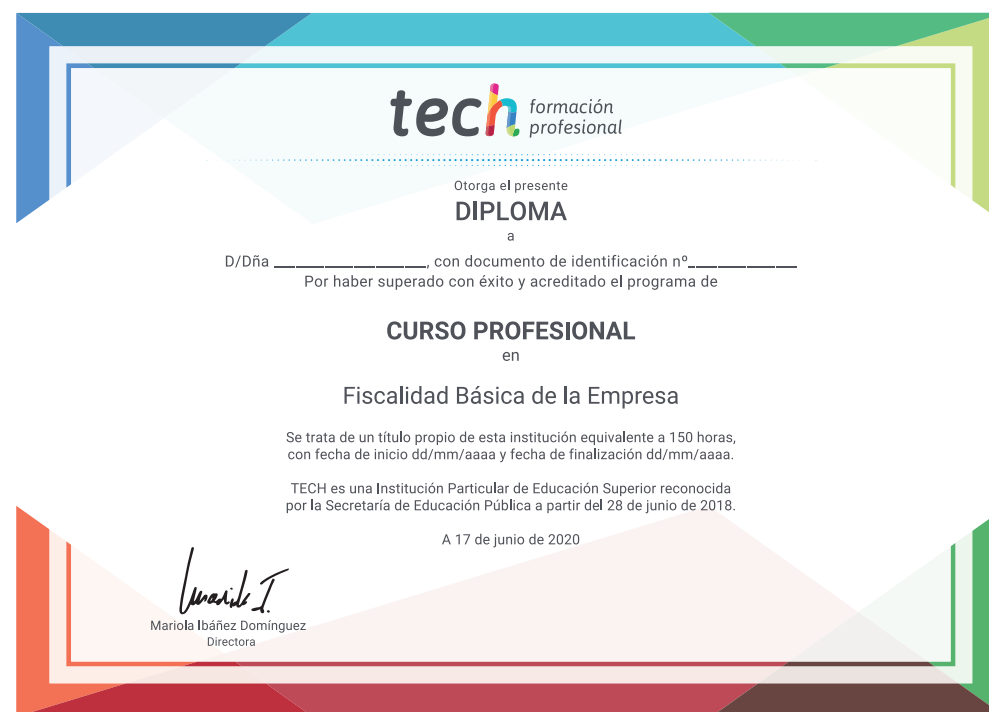 tech formación
profesional
Otorga el presente
DIPLOMA
a
D/Dña ____________________, con documento de identificación nº______________
Por haber superado con éxito y acreditado el programa de
CURSO PROFESIONAL
en
Fiscalidad Básica de la Empresa
Se trata de un título propio de esta institución equivalente a 150 horas,
con fecha de inicio dd/mm/aaaa y fecha de finalización dd/mm/aaaa.
TECH es una Institución Particular de Educación Superior reconocida
por la Secretaría de Educación Pública a partir del 28 de junio de 2018.
A 17 de junio de 2020
Mariola Ibáñez Domínguez
Directora